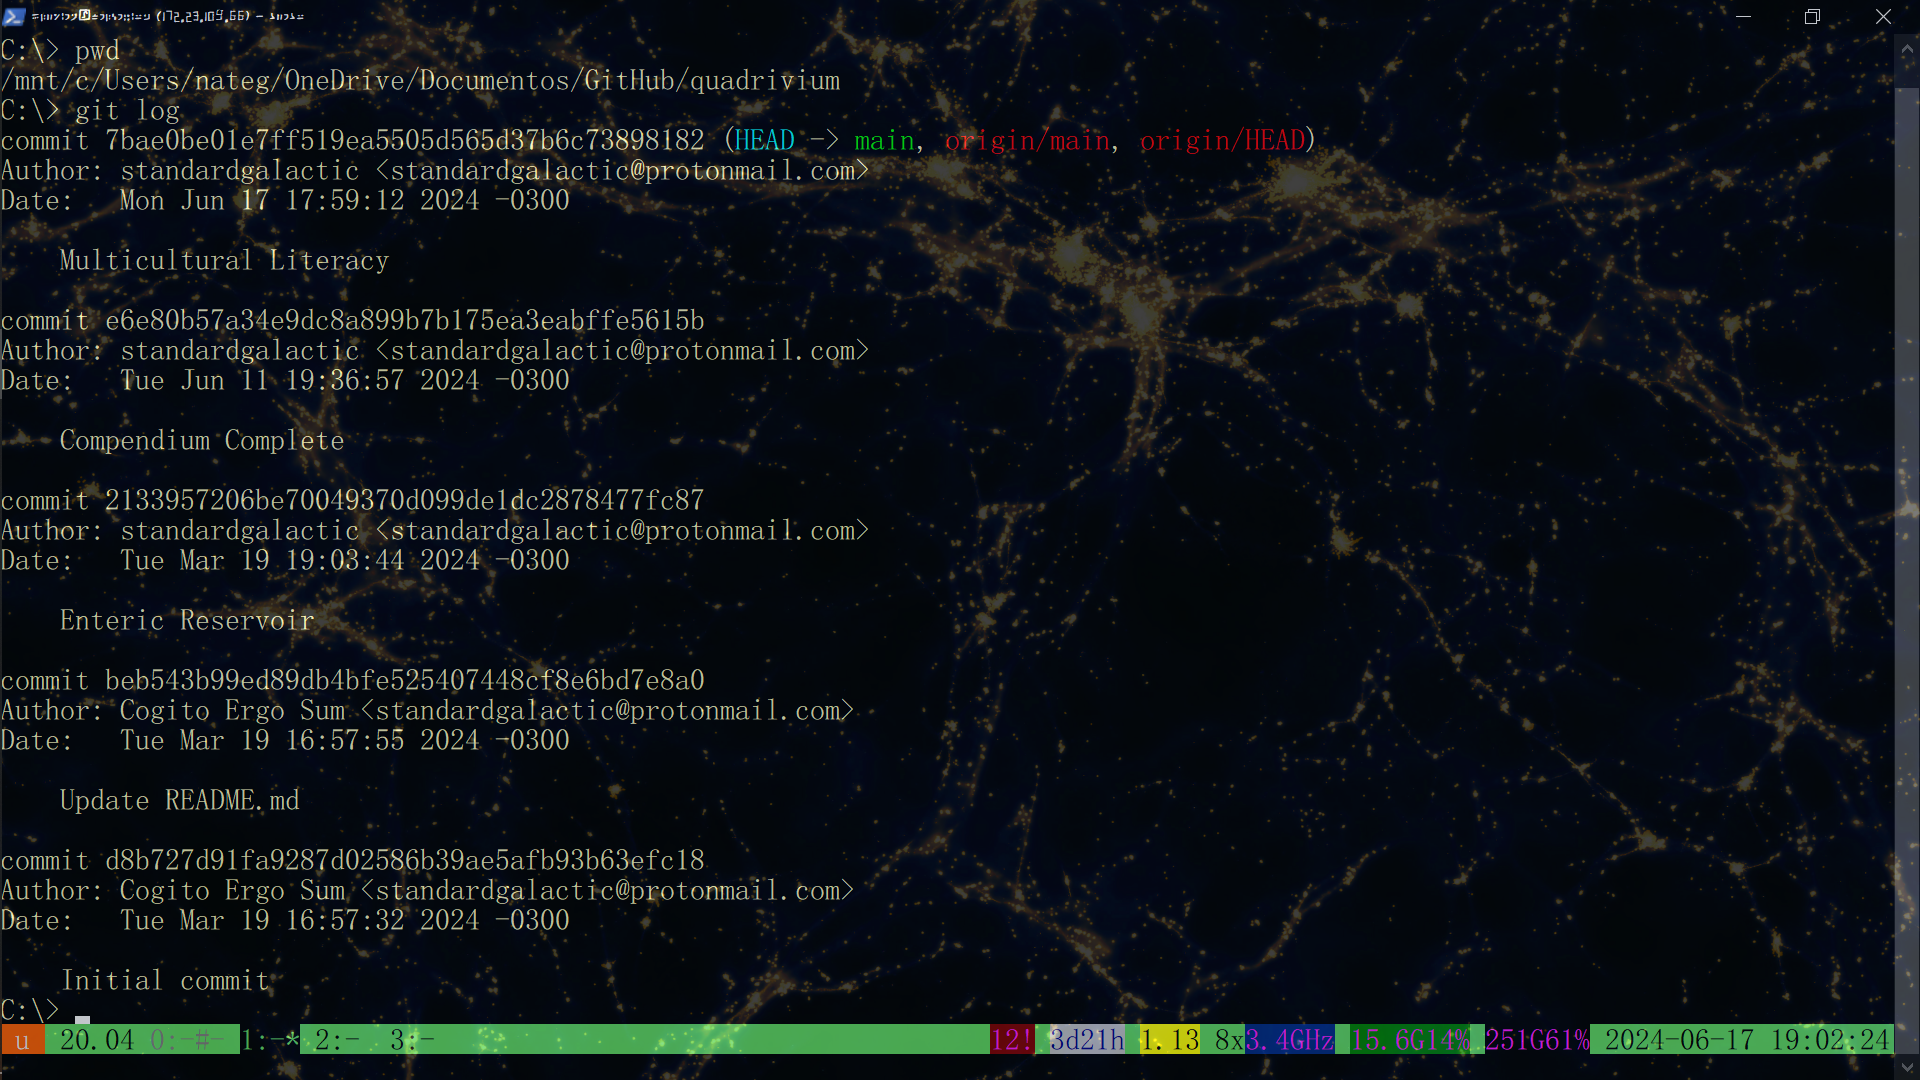 (172.23.109.66) -
C:\> pwd
/mnt/c/Users/nateg/OneDrive/Documentos/GitHub/quadrivium
C:\> git log
commit 7bae0be01e7ff519ea5505d565d37b6c73898182 (HEAD -> main, origin/main, origin/HEAD)
Author: standardgalactic <standardgalactic@protonmail.com>
Date:   Mon Jun 17 17:59:12 2024 -0300
Multicultural Literacy
commit e6e80b57a34e9dc8a899b7b175ea3eabffe5615b
Author: standardgalactic <standardgalactic@protonmail.com>
Date:   Tue Jun 11 19:36:57 2024 -0300
Compendium Complete
commit 2133957206be70049370d099de1dc2878477fc87
Author: standardgalactic <standardgalactic@protonmail.com>
Date:   Tue Mar 19 19:03:44 2024 -0300
Enteric Reservoir
commit beb543b99ed89db4bfe525407448cf8e6bd7e8a0
Author: Cogito Ergo Sum <standardgalactic@protonmail.com>
Date:   Tue Mar 19 16:57:55 2024 -0300
Update README.md
commit d8b727d91fa9287d02586b39ae5afb93b63efc18
Author: Cogito Ergo Sum <standardgalactic@protonmail.com>
Date:   Tue Mar 19 16:57:32 2024 -0300
Initial commit
C:\>
u 20.04 0:-#- 1:-* 2:- 3:- 12! 3d21h 1.13 8x3.4GHz 15.6G14% 251G61% 2024-06-17 19:02:24